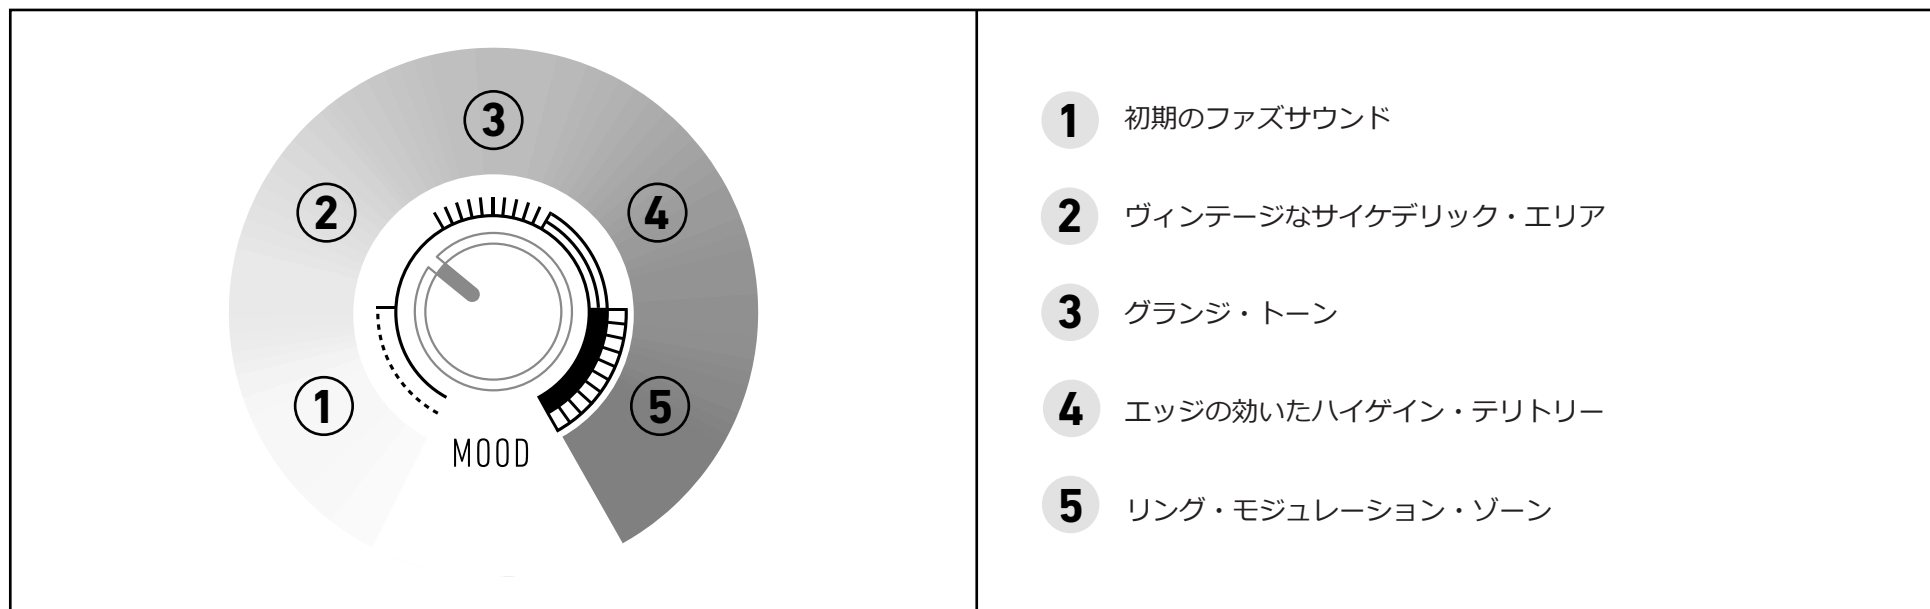 3
2
4
1
5
MOOD
1 初期のファズサウンド
2 ヴィンテージなサイケデリック・エリア
3 グランジ・トーン
4 エッジの効いたハイゲイン・テリトリー
5 リング・モジュレーション・ゾーン